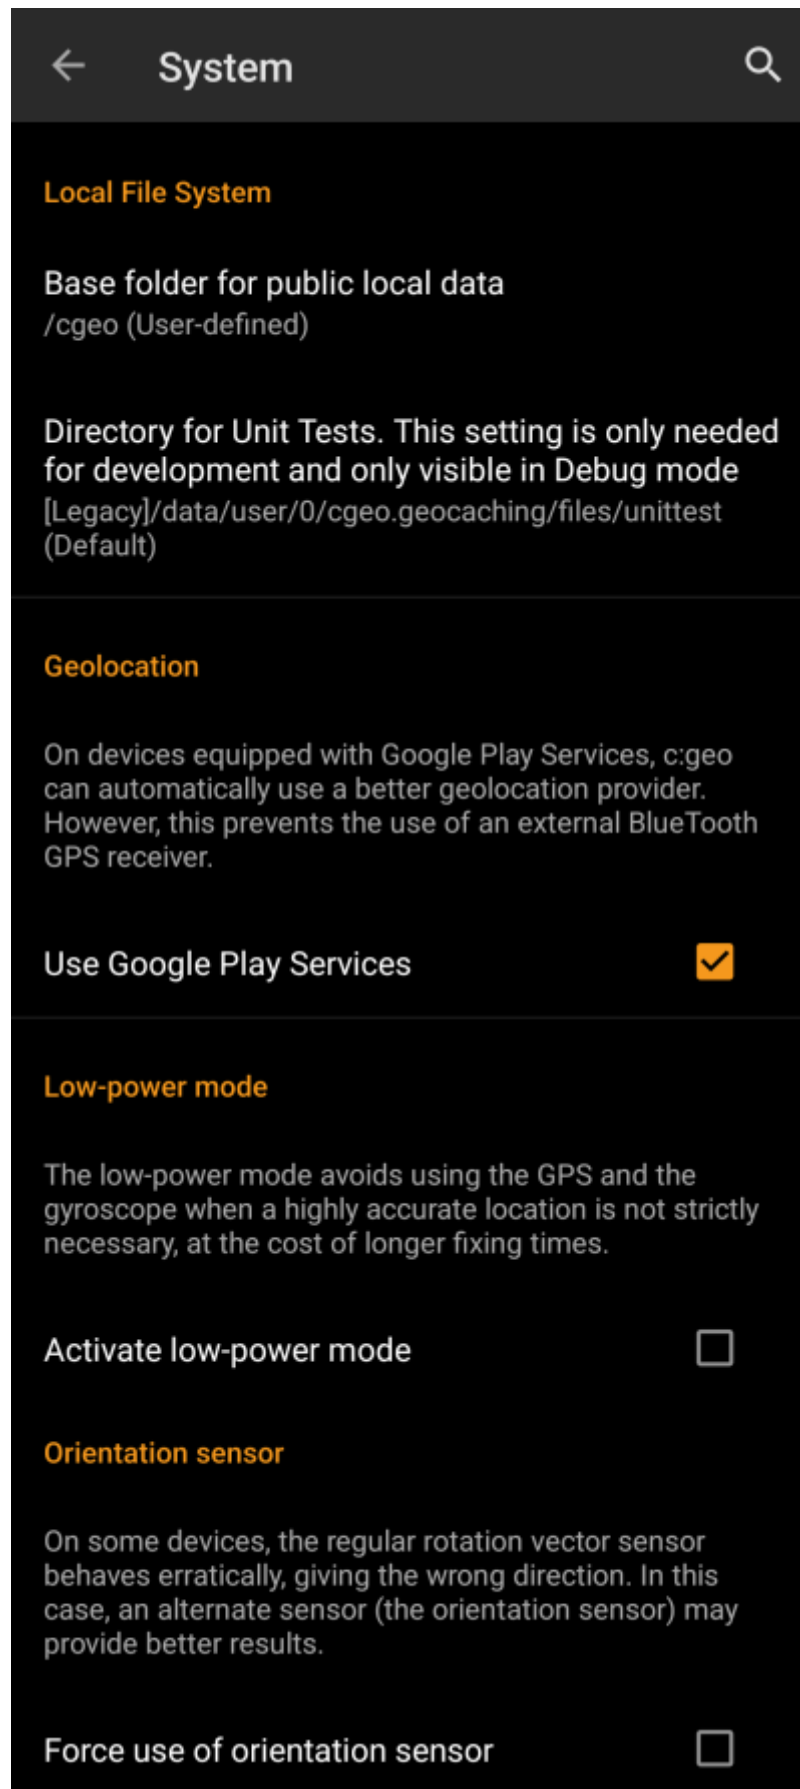 System
Local File System
Base folder for public local data
/cgeo (User-defined)
Directory for Unit Tests. This setting is only needed
for development and only visible in Debug mode
[Legacy]/data/user/0/cgeo.geocaching/files/unittest
(Default)
Geolocation
On devices equipped with Google Play Services, c:geo
can automatically use a better geolocation provider.
However, this prevents the use of an external BlueTooth
GPS receiver.
Use Google Play Services
Low-power mode
The low-power mode avoids using the GPS and the
gyroscope when a highly accurate location is not strictly
necessary, at the cost of longer fixing times.
Activate low-power mode
Orientation sensor
On some devices, the regular rotation vector sensor
behaves erratically, giving the wrong direction. In this
case, an alternate sensor (the orientation sensor) may
provide better results.
Force use of orientation sensor